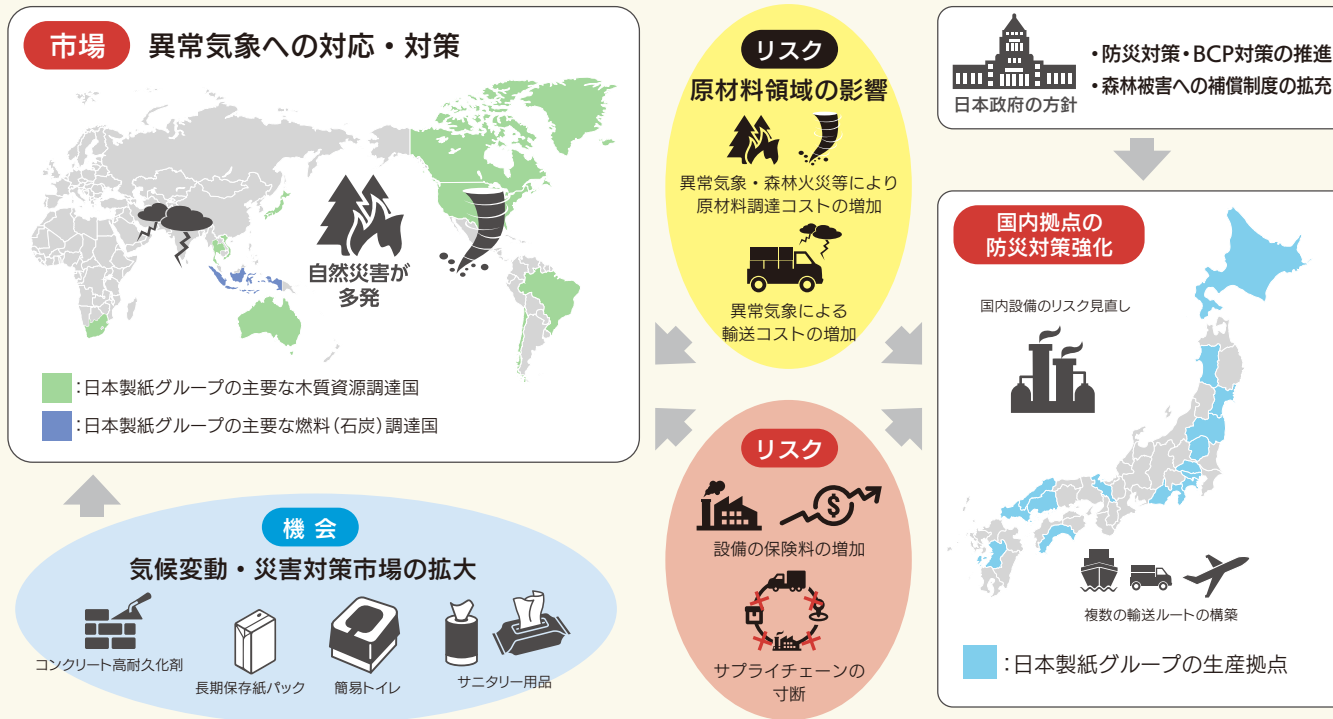 市場
異常気象への対応・対策
自然災害が
多発
:日本製紙グループの主要な木質資源調達国
:日本製紙グループの主要な燃料(石炭)調達国
機会
気候変動・災害対策市場の拡大
コンクリート高耐久化剤
長期保存紙パック
簡易トイレ
サニタリー用品
リスク
原材料領域の影響
異常気象・森林火災等により
原材料調達コストの増加
異常気象による
輸送コストの増加
リスク
$
設備の保険料の増加
サプライチェーンの
寸断
日本政府の方針
・防災対策・BCP対策の推進
・森林被害への補償制度の拡充
国内拠点の
防災対策強化
国内設備のリスク見直し
複数の輸送ルートの構築
:日本製紙グループの生産拠点